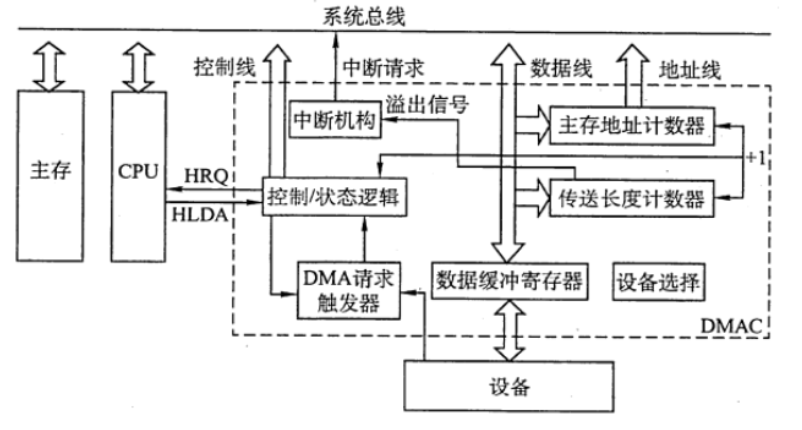 系统总线
控制线
中断请求
数据线
地址线
中断机构
溢出信号
主存地址计数器
主存
CPU
HRQ
HLDA
控制/状态逻辑
+1
传送长度计数器
DMA请求
触发器
数据缓冲寄存器
设备选择
DMAC
设备